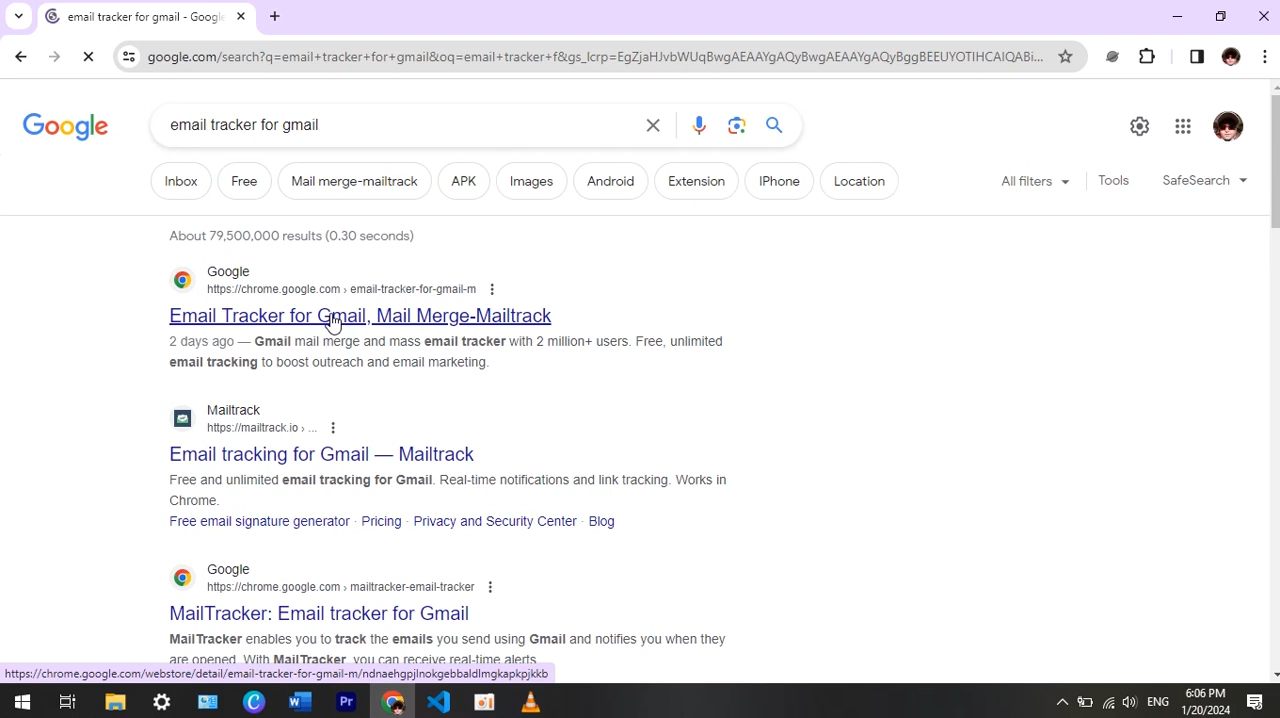 email tracker for gmail - Google
google.com/search?q=email+tracker+for+gmail&oq=email+tracker+f&gs_lcrp=EgZjaHJvbWUqBwgAEAAYgAQyBwgAEAAYgAQyBggBEEUYOTIHCAIQABi...
Google
email tracker for gmail
Inbox
Free
Mail merge-mailtrack
APK
Images
Android
Extension
IPhone
Location
All filters
Tools
SafeSearch
About 79,500,000 results (0.30 seconds)
Google
https://chrome.google.com › email-tracker-for-gmail-m
Email Tracker for Gmail, Mail Merge-Mailtrack
2 days ago — Gmail mail merge and mass email tracker with 2 million+ users. Free, unlimited
email tracking to boost outreach and email marketing.
Mailtrack
https://mailtrack.io › ...
Email tracking for Gmail — Mailtrack
Free and unlimited email tracking for Gmail. Real-time notifications and link tracking. Works in
Chrome.
Free email signature generator · Pricing · Privacy and Security Center · Blog
Google
https://chrome.google.com › mailtracker-email-tracker
MailTracker: Email tracker for Gmail
MailTracker enables you to track the emails you send using Gmail and notifies you when they
are opened. With MailTracker, you can receive real-time alerts
https://chrome.google.com/webstore/detail/email-tracker-for-gmail-m/ndnaehgpjlnokgebbaldlmgkapkpjkkb
ENG
6:06 PM
1/20/2024